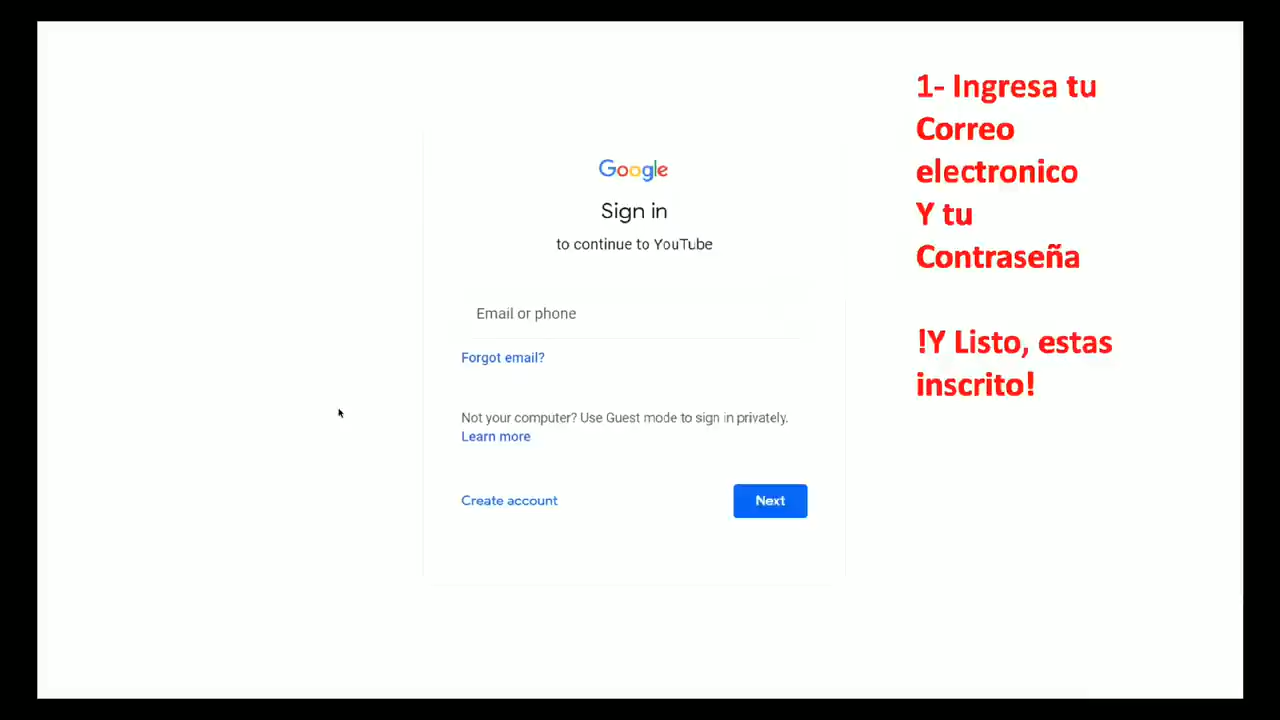 Google
Sign in
to continue to YouTube
Email or phone
Forgot email?
Not your computer? Use Guest mode to sign in privately.
Learn more
Create account
Next
1- Ingresa tu
Correo
electronico
Y tu
Contraseña
!Y Listo, estas
inscrito!